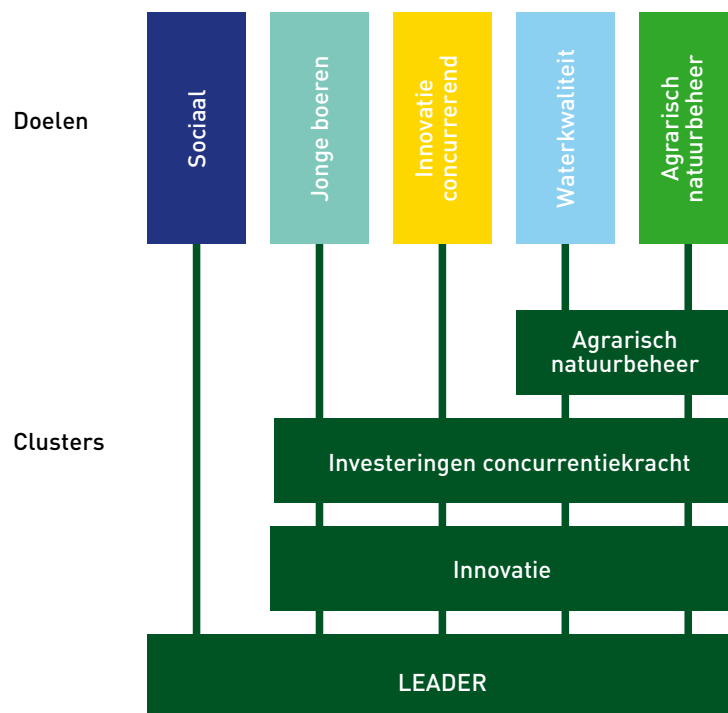 Doelen
Sociaal
Jonge boeren
Innovatie
concurrerend
Waterkwaliteit
Agrarisch
natuurbeheer
Clusters
Agrarisch
natuurbeheer
Investeringen concurrentiekracht
Innovatie
LEADER